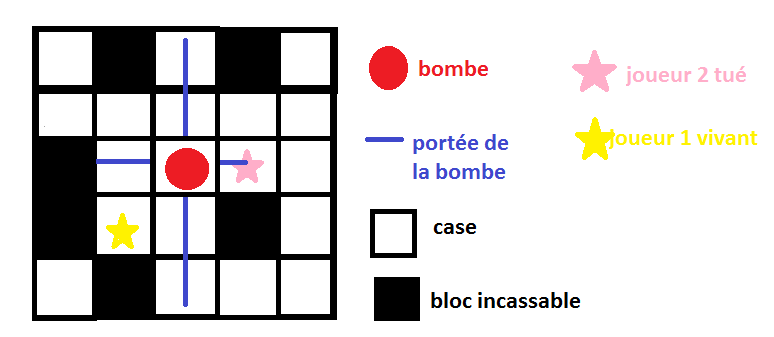 bombe
joueur 2 tué
portée de
la bombe
joueur 1 vivant
case
bloc incassable